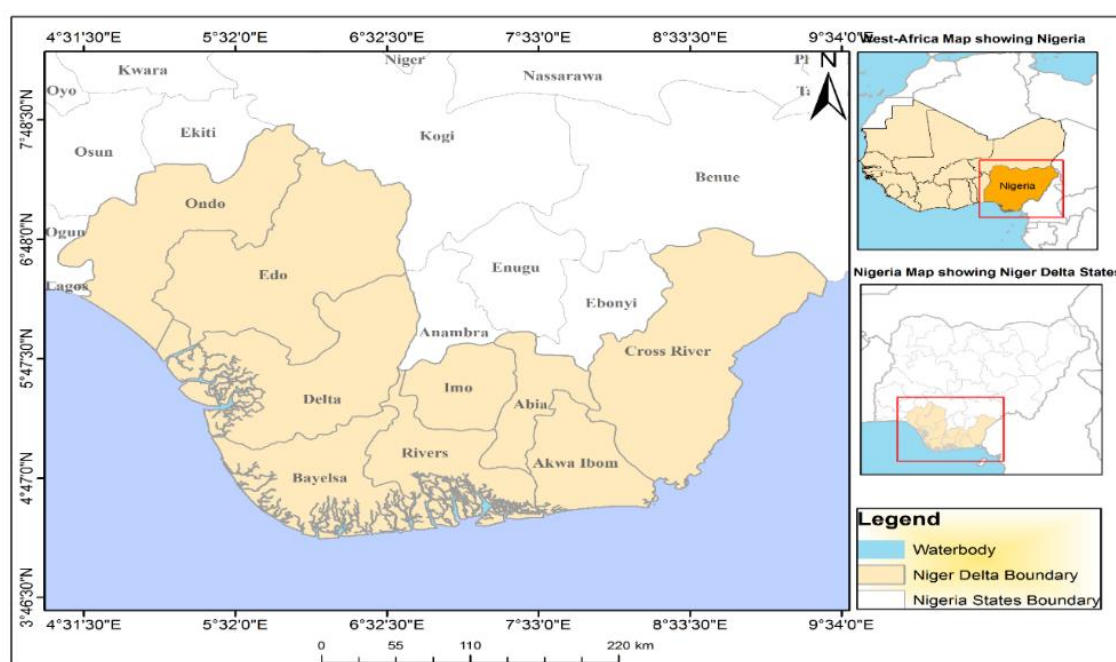 4°31'30"E 5°32'0"E 6°32'30"E 7°33'0"E 8°33'30"E 9°34'0"E
West-Africa Map showing Nigeria
N
Kwara
Niger
Nassarawa
Oyo
7°48'30"N
Ekiti
Kogi
Osun
Benue
Nigeria
Ondo
Ogun
6°48'0"N
Enugu
Edo
Nigeria Map showing Niger Delta States
Lagos
Ebonyi
Anambra
Cross River
5°47'30"N
Imo
Delta
Abia
Rivers
Akwa Ibom
Bayelsa
4°47'0"N
Legend
Waterbody
Niger Delta Boundary
Nigeria States Boundary
3°46'30"N
4°31'30"E 5°32'0"E 6°32'30"E 7°33'0"E 8°33'30"E 9°34'0"E
0 55 110 220 km